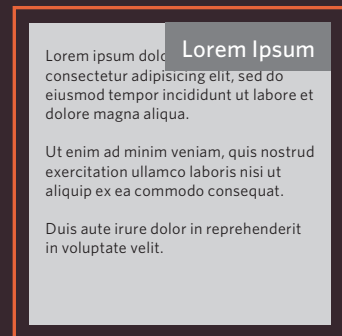 Lorem Ipsum
Lorem ipsum
consectetur adipisicing elit, sed do
eiusmod tempor incididunt ut labore et
dolore magna aliqua.
Ut enim ad minim veniam, quis nostrud
exercitation ullamco laboris nisi ut
aliquip ex ea commodo consequat.
Duis aute irure dolor in reprehenderit
in voluptate velit.